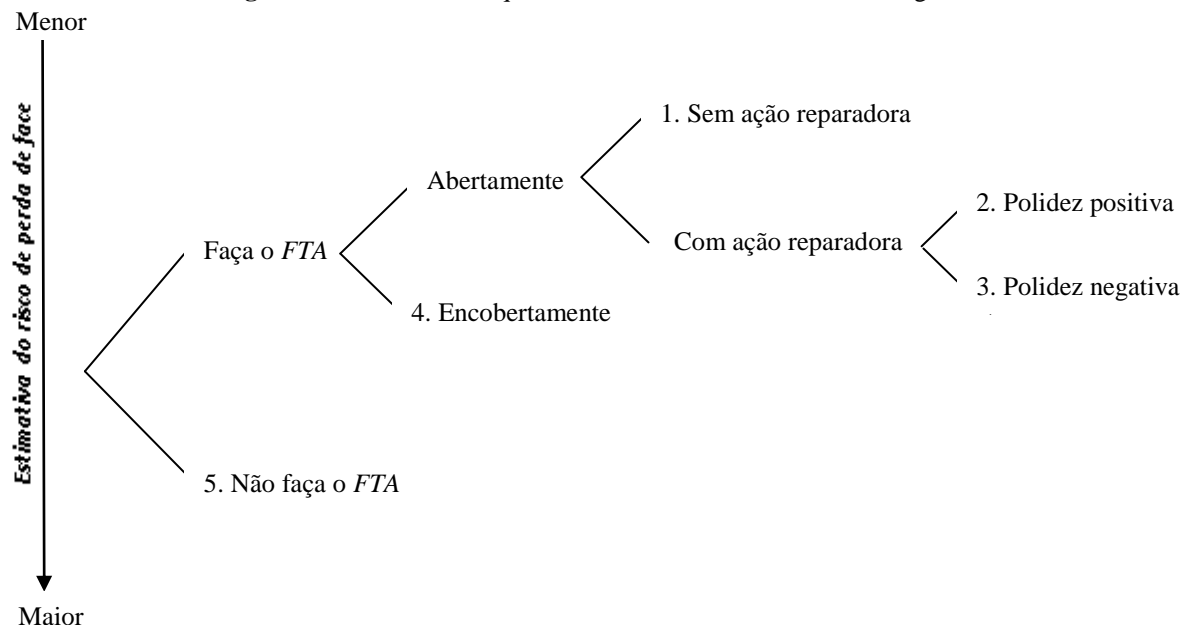 Menor
Estimativa do risco de perda de face
1. Sem ação reparadora
Abertamente
2. Polidez positiva
Com ação reparadora
Faça o FTA
3. Polidez negativa
4. Encobertamente
5. Não faça o FTA
Maior